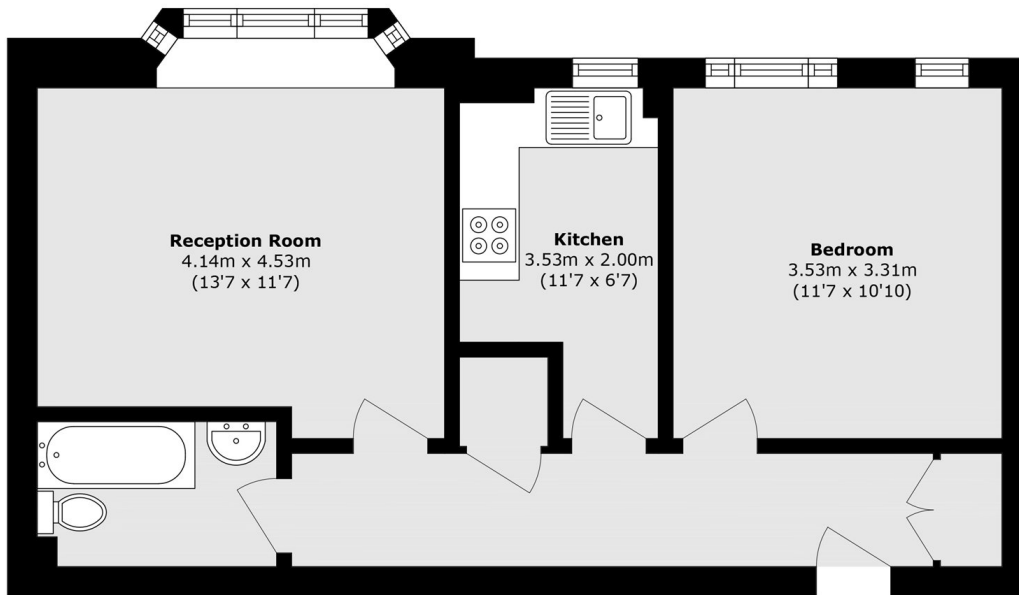 Reception Room
4.14m x 4.53m
(13'7 x 11'7)
Kitchen
3.53m x 2.00m
(11'7 x 6'7)
Bedroom
3.53m x 3.31m
(11'7 x 10'10)